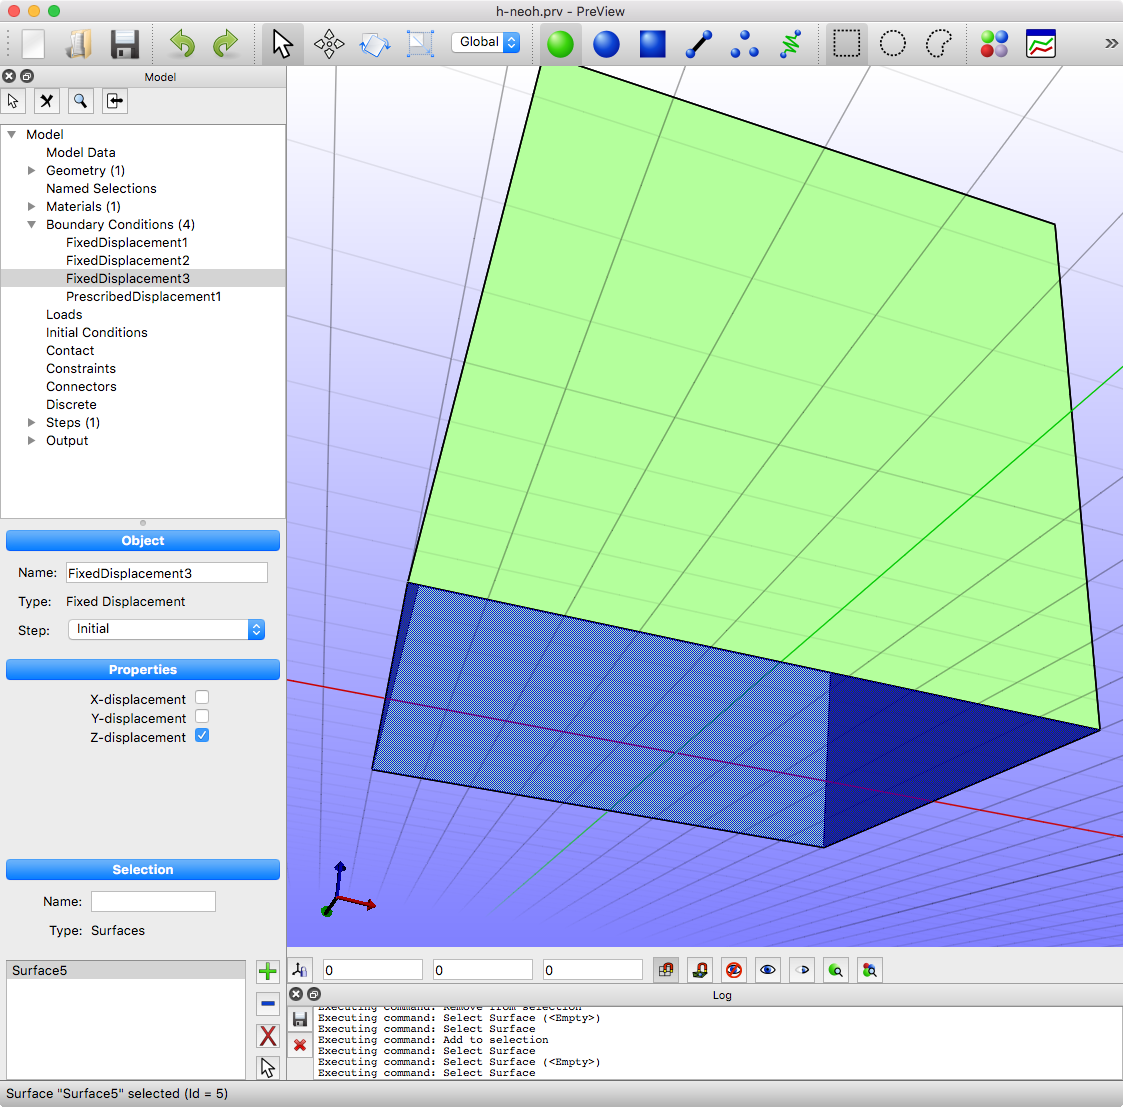 h-neoh.prv - PreView
Global
Model
Model
Model Data
Geometry (1)
Named Selections
Materials (1)
Boundary Conditions (4)
FixedDisplacement1
FixedDisplacement2
FixedDisplacement3
PrescribedDisplacement1
Loads
Initial Conditions
Contact
Constraints
Connectors
Discrete
Steps (1)
Output
Object
Name: FixedDisplacement3
Type: Fixed Displacement
Step: Initial
Properties
X-displacement
Y-displacement
Z-displacement
Selection
Name:
Type: Surfaces
Surface5
0 0 0
Log
Executing command: Remove from selection
Executing command: Select Surface (<Empty>)
Executing command: Select Surface
Executing command: Add to selection
Executing command: Select Surface
Executing command: Select Surface (<Empty>)
Executing command: Select Surface
Surface "Surface5" selected (Id = 5)